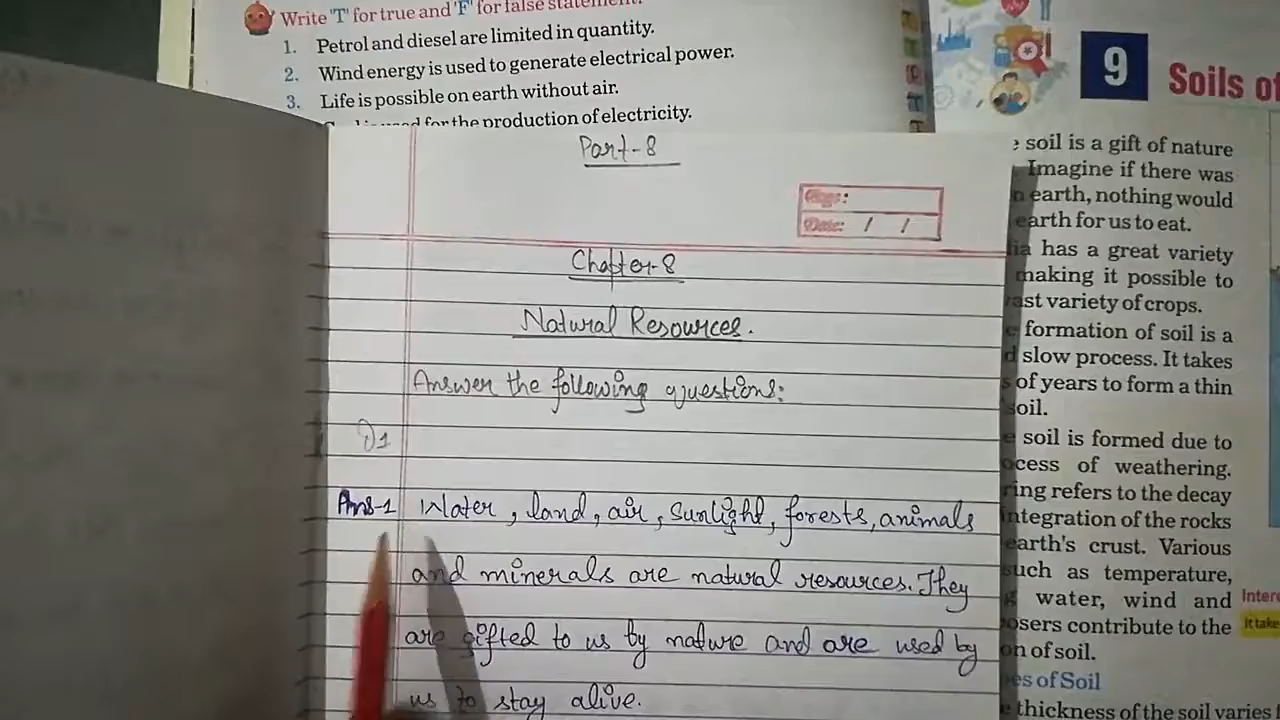 Write 'T' for true and 'F' for false statement.
1. Petrol and diesel are limited in quantity.
2. Wind energy is used to generate electrical power.
3. Life is possible on earth without air.
for the production of electricity.
Part-8
Page:
Date: / /
Chapter-8
Natural Resources.
Answer the following questions:
Q1
Ans-1 Water, land, air, sunlight, forests, animals
and minerals are natural resources. They
are gifted to us by nature and are used by
us to stay alive.
9 Soils of
soil is a gift of nature
Imagine if there was
earth, nothing would
earth for us to eat.
has a great variety
making it possible to
variety of crops.
formation of soil is a
slow process. It takes
of years to form a thin
soil.
soil is formed due to
of weathering.
refers to the decay
of the rocks
earth's crust. Various
such as temperature,
water, wind and
contribute to the
of soil.
of Soil
thickness of the soil varies
It take